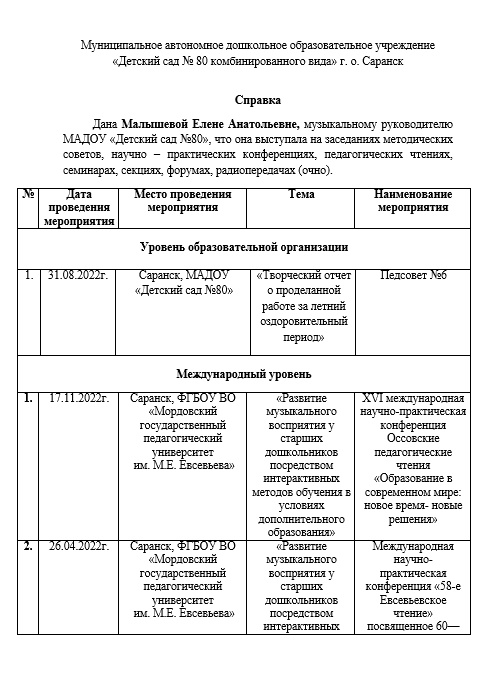 Муниципальное автономное дошкольное образовательное учреждение
«Детский сад № 80 комбинированного вида» г. о. Саранск
Справка
Дана Малышевой Елене Анатольевне, музыкальному руководителю
МАДОУ «Детский сад №80», что она выступала на заседаниях методических
советов, научно – практических конференциях, педагогических чтениях,
семинарах, секциях, форумах, радиопередачах (очно).
№
Дата
проведения
мероприятия
Место проведения
мероприятия
Тема
Наименование
мероприятия
Уровень образовательной организации
1.
31.08.2022г.
Саранск, МАДОУ
«Детский сад №80»
«Творческий отчет
о проделанной
работе за летний
оздоровительный
период»
Педсовет №6
Международный уровень
1.
17.11.2022г.
Саранск, ФГБОУ ВО
«Мордовский
государственный
педагогический
университет
им. М.Е. Евсевьева»
«Развитие
музыкального
восприятия у
старших
дошкольников
посредством
интерактивных
методов обучения в
условиях
дополнительного
образования»
XVI международная
научно-практическая
конференция
Оссовские
педагогические
чтения
«Образование в
современном мире:
новое время- новые
решения»
2.
26.04.2022г.
Саранск, ФГБОУ ВО
«Мордовский
государственный
педагогический
университет
им. М.Е. Евсевьева»
«Развитие
музыкального
восприятия у
старших
дошкольников
посредством
интерактивных
Международная
научно-
практическая
конференция «58-е
Евсевьевское
чтение»
посвященное 60—